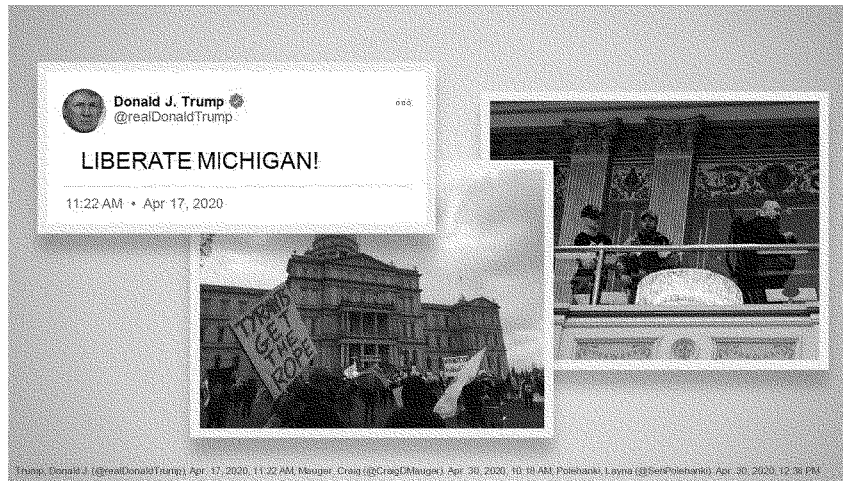 Donald J. Trump
@realDonaldTrump
LIBERATE MICHIGAN!
11:22 AM • Apr 17, 2020
TYRANTS
GET
THE
ROPE
Trump, Donald J. (@realDonaldTrump). Apr. 17, 2020, 11:22 AM, Mauger, Craig (@CraigDMauger). Apr. 30, 2020, 10:18 AM, Polehanki, Dayna (@SenPolehanki). Apr. 30, 2020, 12:38 PM